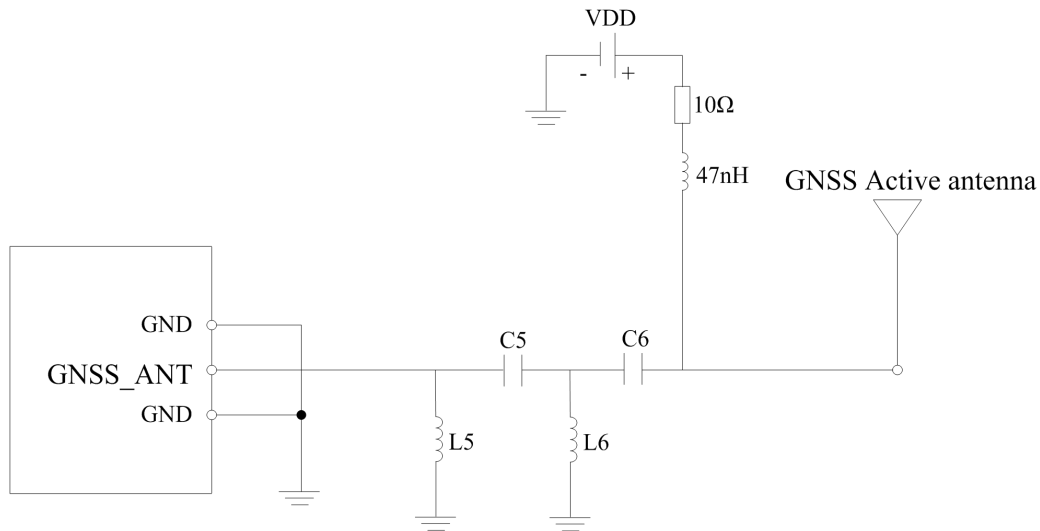 VDD
- +
10Ω
47nH
GNSS Active antenna
GND
C5
C6
GNSS_ANT
GND
L5
L6